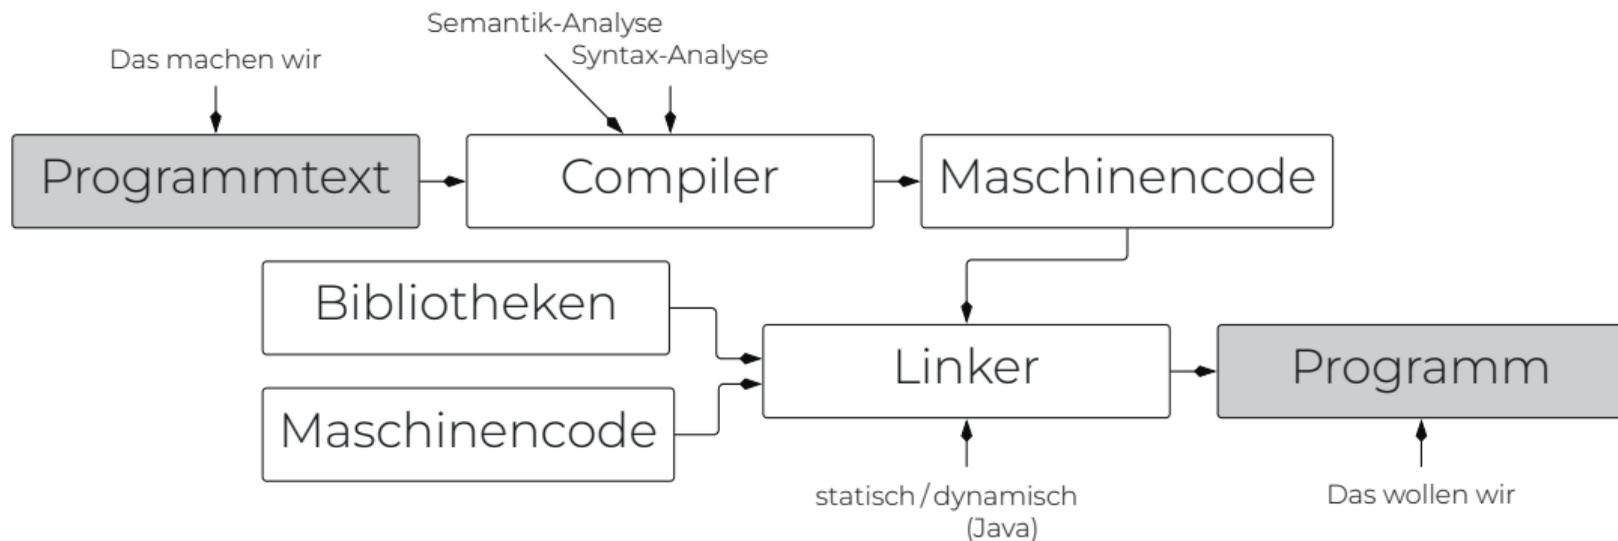 Semantik-Analyse
Das machen wir
Syntax-Analyse
Programmtext
Compiler
Maschinencode
Bibliotheken
Linker
Programm
Maschinencode
statisch / dynamisch
(Java)
Das wollen wir